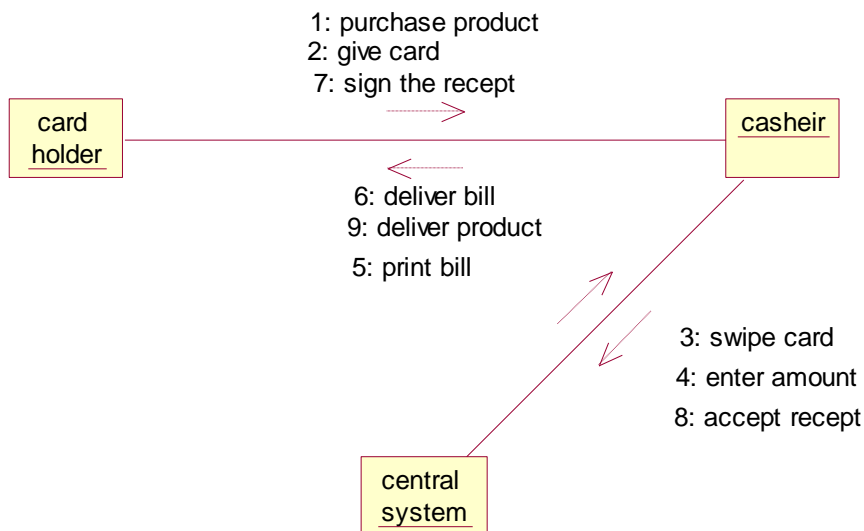 1: purchase product
2: give card
7: sign the recept
card
holder
casheir
6: deliver bill
9: deliver product
5: print bill
3: swipe card
4: enter amount
8: accept recept
central
system